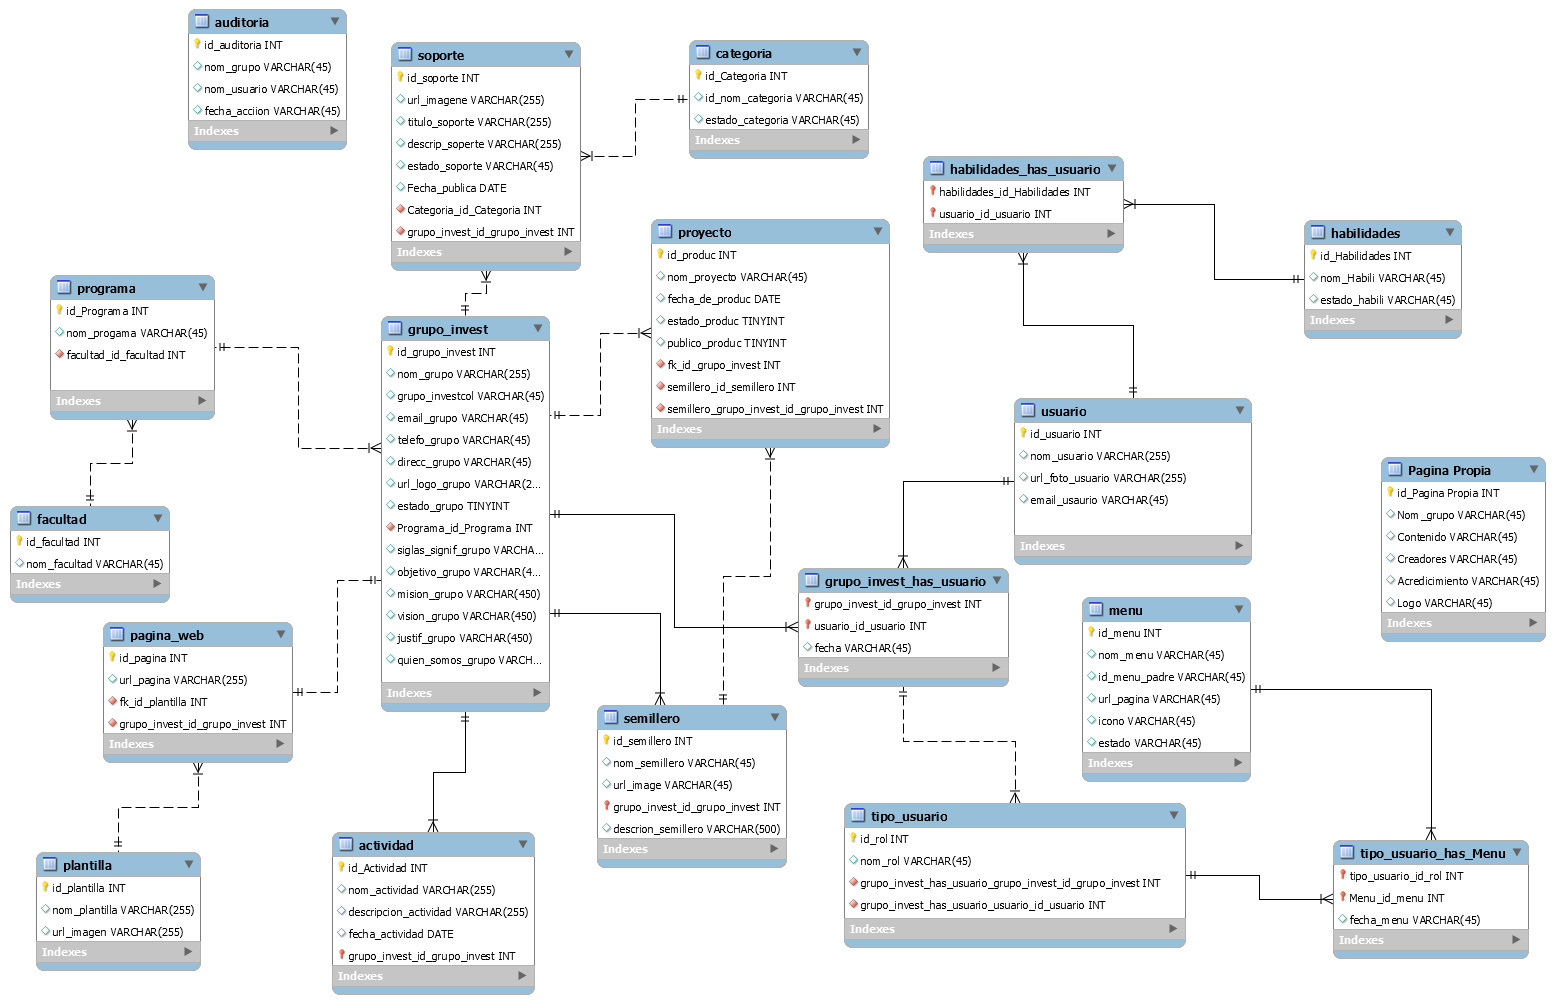 auditoria
id_auditoria INT
nom_grupo VARCHAR(45)
nom_usuario VARCHAR(45)
fecha_acciion VARCHAR(45)
Indexes
soporte
id_soporte INT
url_imagene VARCHAR(255)
titulo_soporte VARCHAR(255)
descrip_soperte VARCHAR(255)
estado_soporte VARCHAR(45)
Fecha_publica DATE
Categoria_id_Categoria INT
grupo_invest_id_grupo_invest INT
Indexes
categoria
id_Categoria INT
id_nom_categoria VARCHAR(45)
estado_categoria VARCHAR(45)
Indexes
habilidades_has_usuario
habilidades_id_Habilidades INT
usuario_id_usuario INT
Indexes
habilidades
id_Habilidades INT
nom_Habili VARCHAR(45)
estado_habili VARCHAR(45)
Indexes
proyecto
id_produc INT
nom_proyecto VARCHAR(45)
fecha_de_produc DATE
estado_produc TINYINT
publico_produc TINYINT
fk_id_grupo_invest INT
semillero_id_semillero INT
semillero_grupo_invest_id_grupo_invest INT
Indexes
programa
id_Programa INT
nom_progama VARCHAR(45)
facultad_id_facultad INT
Indexes
grupo_invest
id_grupo_invest INT
nom_grupo VARCHAR(255)
grupo_investcol VARCHAR(45)
email_grupo VARCHAR(45)
telefo_grupo VARCHAR(45)
direcc_grupo VARCHAR(45)
url_logo_grupo VARCHAR(2...
estado_grupo TINYINT
Programa_id_Programa INT
siglas_signif_grupo VARCHA...
objetivo_grupo VARCHAR(4...
mision_grupo VARCHAR(450)
vision_grupo VARCHAR(450)
justif_grupo VARCHAR(450)
quien_somos_grupo VARCH...
Indexes
usuario
id_usuario INT
nom_usuario VARCHAR(255)
url_foto_usuario VARCHAR(255)
email_usaurio VARCHAR(45)
Indexes
Pagina Propia
id_Pagina Propia INT
Nom_grupo VARCHAR(45)
Contenido VARCHAR(45)
Creadores VARCHAR(45)
Acredicimiento VARCHAR(45)
Logo VARCHAR(45)
Indexes
facultad
id_facultad INT
nom_facultad VARCHAR(45)
Indexes
grupo_invest_has_usuario
grupo_invest_id_grupo_invest INT
usuario_id_usuario INT
fecha VARCHAR(45)
Indexes
menu
id_menu INT
nom_menu VARCHAR(45)
id_menu_padre VARCHAR(45)
url_pagina VARCHAR(45)
icono VARCHAR(45)
estado VARCHAR(45)
Indexes
pagina_web
id_pagina INT
url_pagina VARCHAR(255)
fk_id_plantilla INT
grupo_invest_id_grupo_invest INT
Indexes
semillero
id_semillero INT
nom_semillero VARCHAR(45)
url_image VARCHAR(45)
grupo_invest_id_grupo_invest INT
descrion_semillero VARCHAR(500)
Indexes
tipo_usuario
id_rol INT
nom_rol VARCHAR(45)
grupo_invest_has_usuario_grupo_invest_id_grupo_invest INT
grupo_invest_has_usuario_usuario_id_usuario INT
Indexes
actividad
id_Actividad INT
nom_actividad VARCHAR(255)
descripcion_actividad VARCHAR(255)
fecha_actividad DATE
grupo_invest_id_grupo_invest INT
Indexes
tipo_usuario_has_Menu
tipo_usuario_id_rol INT
Menu_id_menu INT
fecha_menu VARCHAR(45)
Indexes
plantilla
id_plantilla INT
nom_plantilla VARCHAR(255)
url_imagen VARCHAR(255)
Indexes